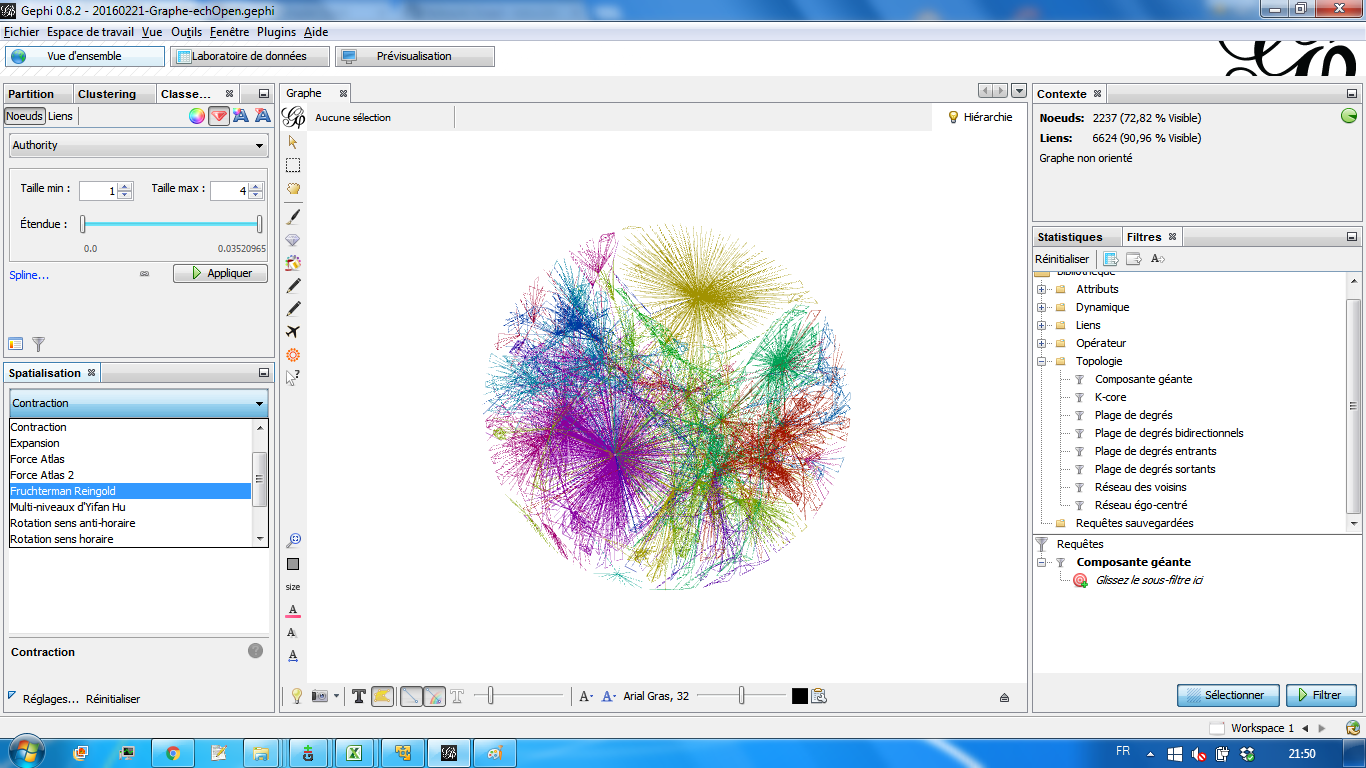 Gephi 0.8.2 - 20160221-Graphe-echOpen.gephi
Fichier Espace de travail Vue Outils Fenêtre Plugins Aide
Vue d'ensemble
Laboratoire de données
Prévisualisation
Partition
Clustering
Classe...
Noeuds
Liens
Authority
Taille min : 1
Taille max : 4
Étendue :
0.0
0.03520965
Spline...
Appliquer
Spatialisation
Contraction
Contraction
Expansion
Force Atlas
Force Atlas 2
Fruchterman Reingold
Multi-niveaux d'Yifan Hu
Rotation sens anti-horaire
Rotation sens horaire
Contraction
Réglages...
Réinitialiser
Graphe
Aucune sélection
Hiérarchie
size
Arial Gras, 32
Contexte
Noeuds: 2237 (72,82 % Visible)
Liens: 6624 (90,96 % Visible)
Graphe non orienté
Statistiques
Filtres
Réinitialiser
Bibliothèque
Attributs
Dynamique
Liens
Opérateur
Topologie
Composante géante
K-core
Plage de degrés
Plage de degrés bidirectionnels
Plage de degrés entrants
Plage de degrés sortants
Réseau des voisins
Réseau égo-centré
Requêtes sauvegardées
Requêtes
Composante géante
Glissez le sous-filtre ici
Sélectionner
Filtrer
Workspace 1
FR
21:50